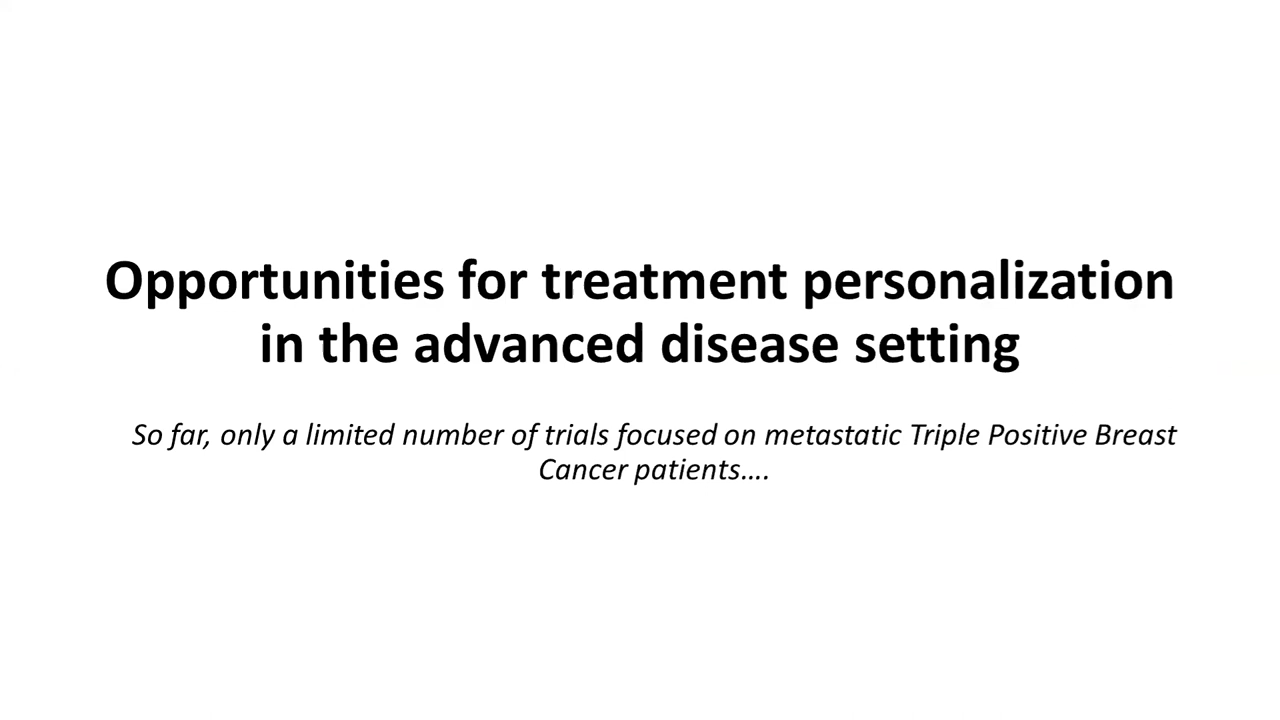 Opportunities for treatment personalization
in the advanced disease setting
So far, only a limited number of trials focused on metastatic Triple Positive Breast
Cancer patients….